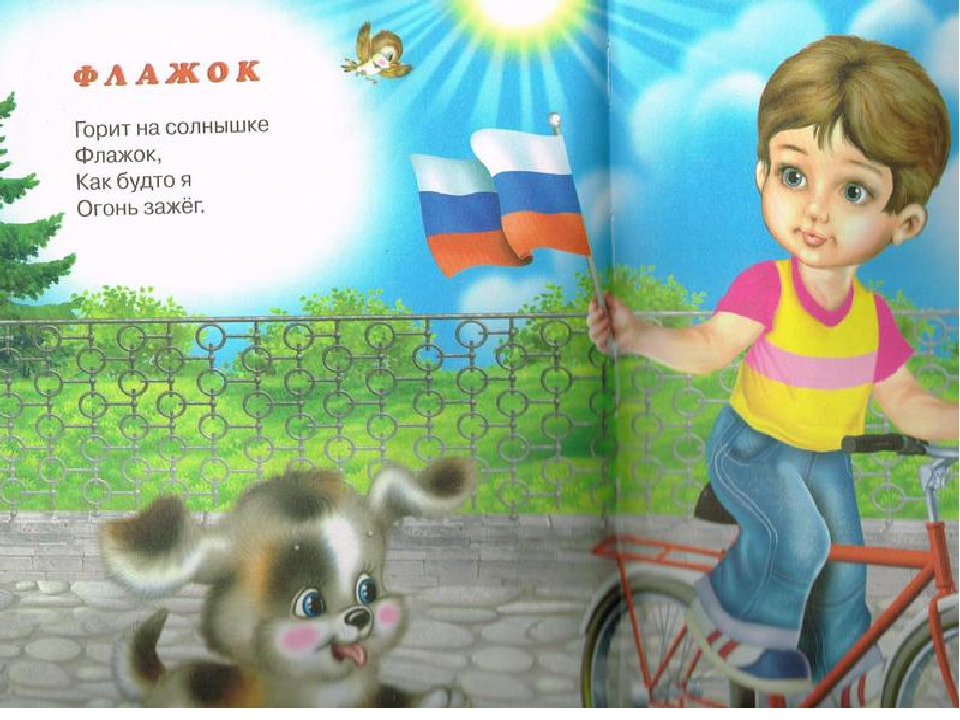 ФЛАЖОК
Горит на солнышке
Флажок,
Как будто я
Огонь зажёг.